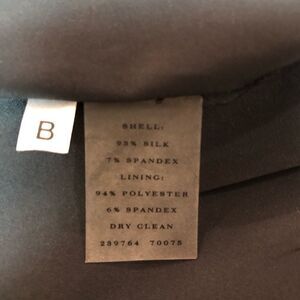 B
SHELL:
93% SILK
7% SPANDEX
LINING:
94% POLYESTER
6% SPANDEX
DRY CLEAN
239764 70075